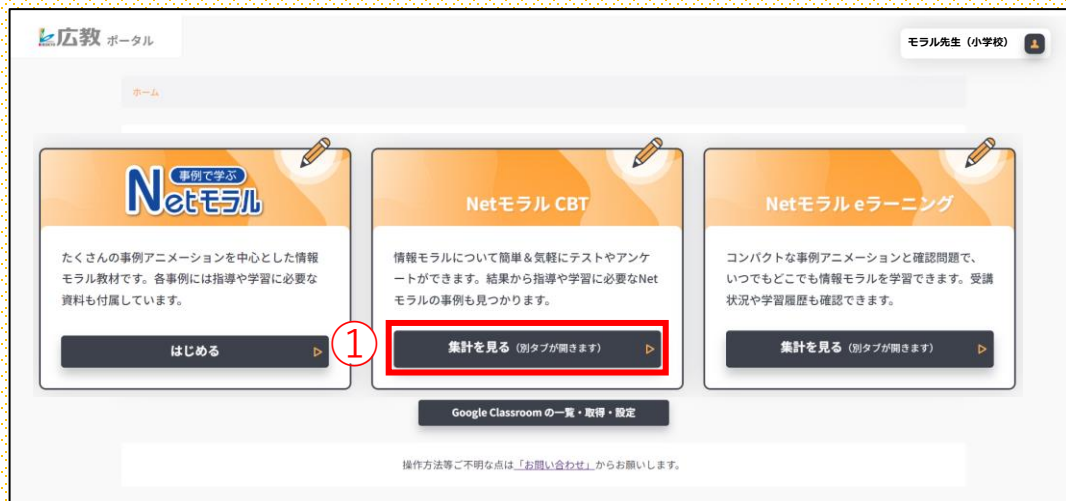 広教 ポータル
モラル先生（小学校）
ホーム
事例で学ぶ
Netモラル
たくさんの事例アニメーションを中心とした情報
モラル教材です。各事例には指導や学習に必要な
資料も付属しています。
はじめる
Netモラル CBT
情報モラルについて簡単＆気軽にテストやアンケ
ートができます。結果から指導や学習に必要なNet
モラルの事例も見つかります。
①
集計を見る（別タブが開きます）
Netモラル eラーニング
コンパクトな事例アニメーションと確認問題で、
いつでもどこでも情報モラルを学習できます。受講
状況や学習履歴も確認できます。
集計を見る（別タブが開きます）
Google Classroom の一覧・取得・設定
操作方法等ご不明な点は「お問い合わせ」からお願いします。